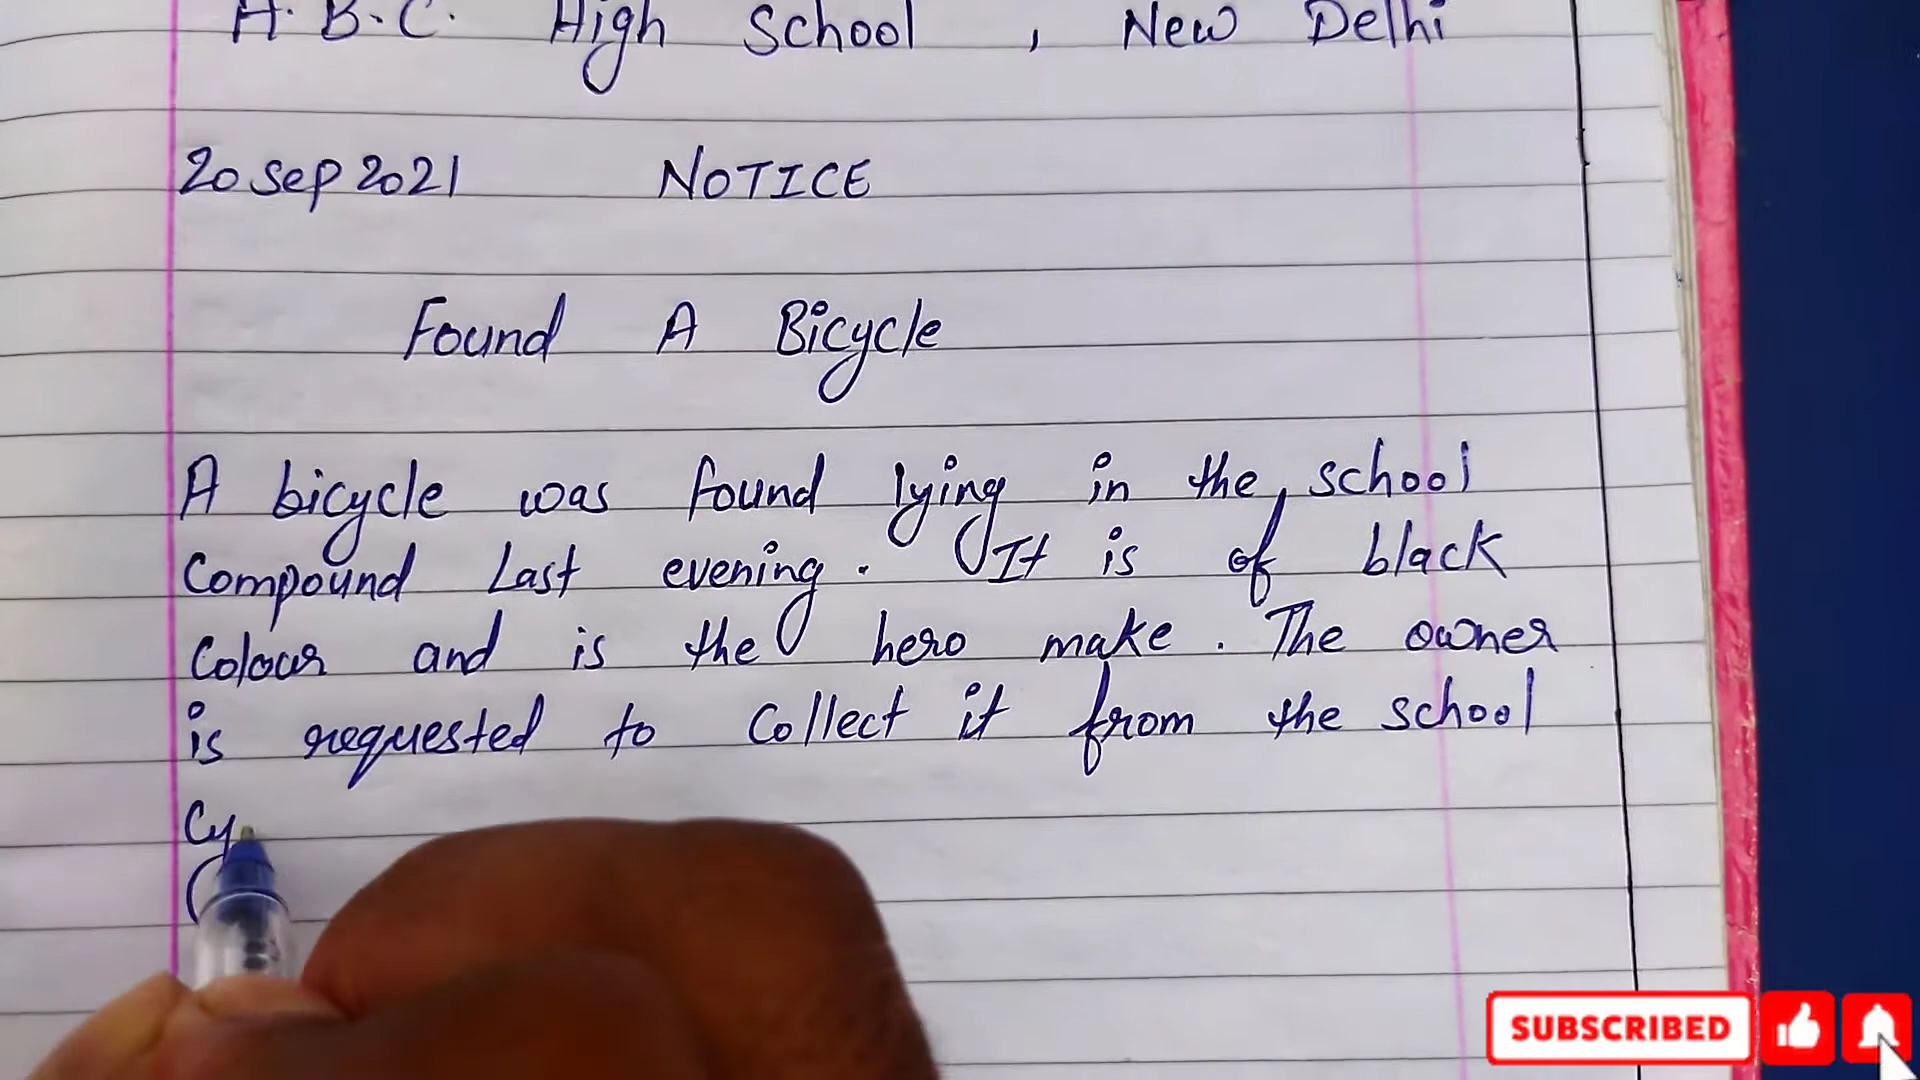 A. B. C. High School , New Delhi
20 Sep 2021 NOTICE
Found A Bicycle
A bicycle was found lying in the school
Compound Last evening. It is of black
Colour and is the hero make. The owner
is requested to Collect it from the school
Cy
SUBSCRIBED